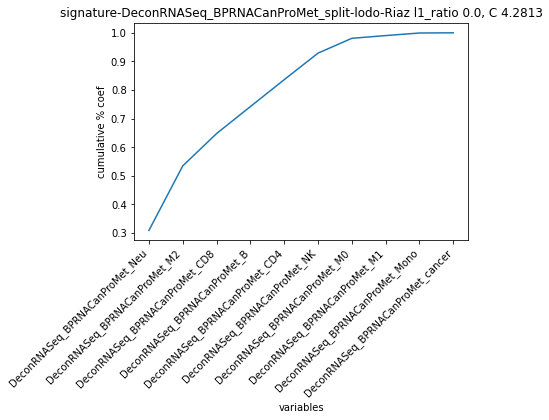 signature-DeconRNASeq_BPRNACanProMet_split-lodo-Riaz l1_ratio 0.0, C 4.2813
cumulative % coef
1.0
0.9
0.8
0.7
0.6
0.5
0.4
0.3
DeconRNASeq_BPRNACanProMet_Neu
DeconRNASeq_BPRNACanProMet_M2
DeconRNASeq_BPRNACanProMet_CD8
DeconRNASeq_BPRNACanProMet_B
DeconRNASeq_BPRNACanProMet_CD4
DeconRNASeq_BPRNACanProMet_NK
DeconRNASeq_BPRNACanProMet_M0
DeconRNASeq_BPRNACanProMet_M1
DeconRNASeq_BPRNACanProMet_Mono
DeconRNASeq_BPRNACanProMet_cancer
variables